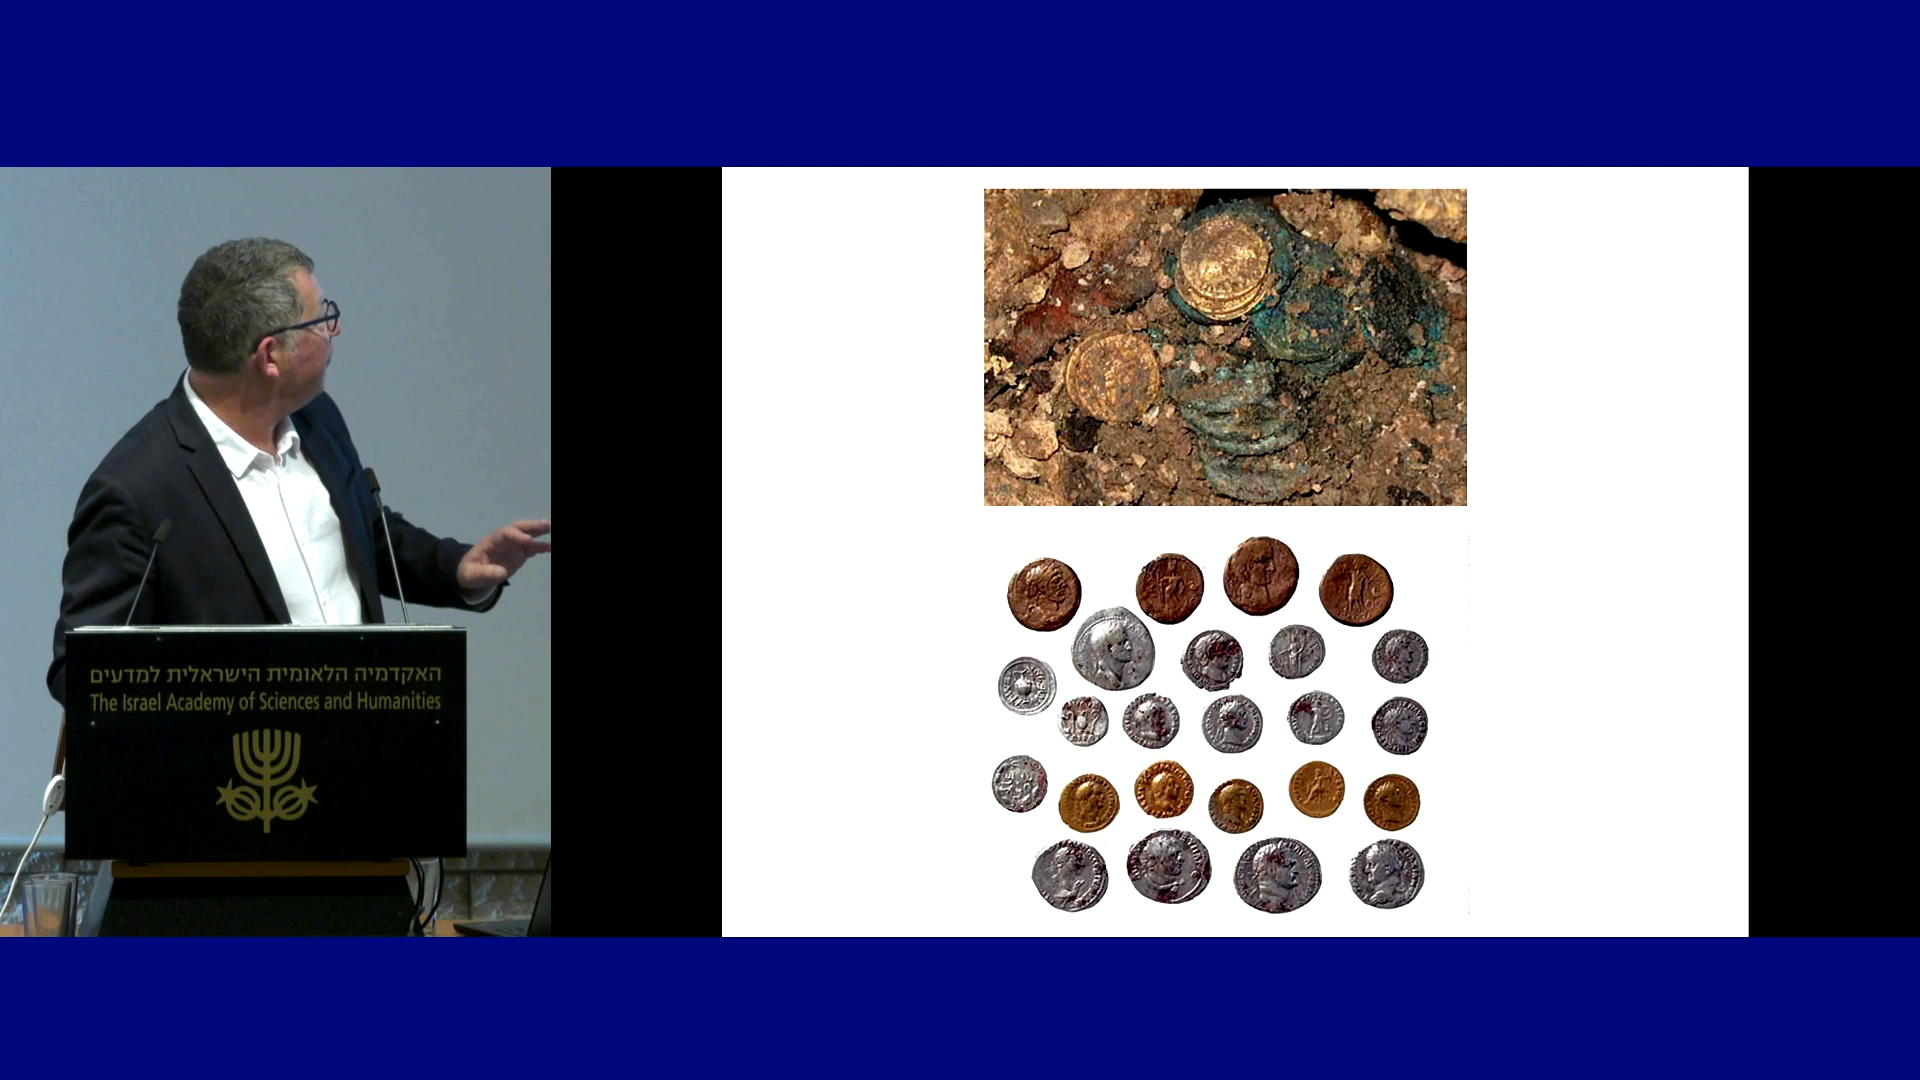 האקדמיה הלאומית הישראלית למדעים
The Israel Academy of Sciences and Humanities